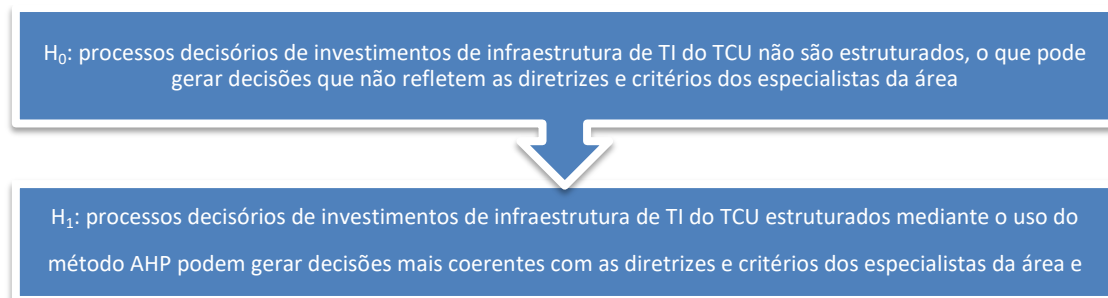 H₀: processos decisórios de investimentos de infraestrutura de TI do TCU não são estruturados, o que pode
gerar decisões que não refletem as diretrizes e critérios dos especialistas da área
H₁: processos decisórios de investimentos de infraestrutura de TI do TCU estruturados mediante o uso do
método AHP podem gerar decisões mais coerentes com as diretrizes e critérios dos especialistas da área e